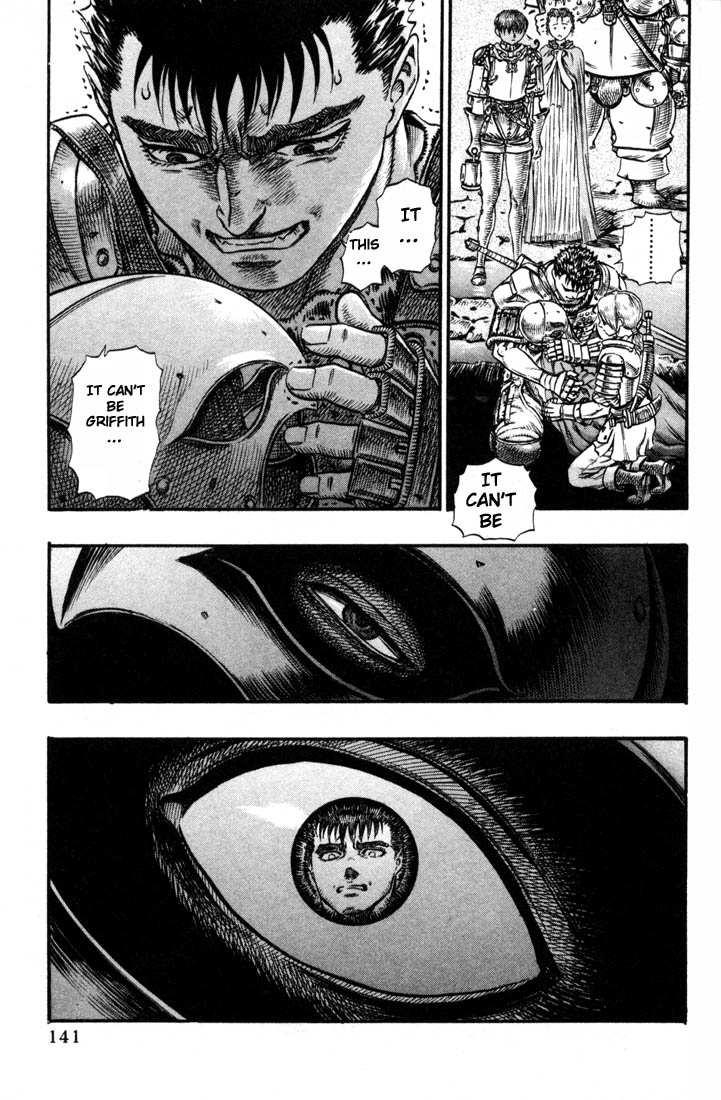 .........
IT
CAN'T
BE
IT
...
THIS
...
IT CAN'T
BE
GRIFFITH
...
141